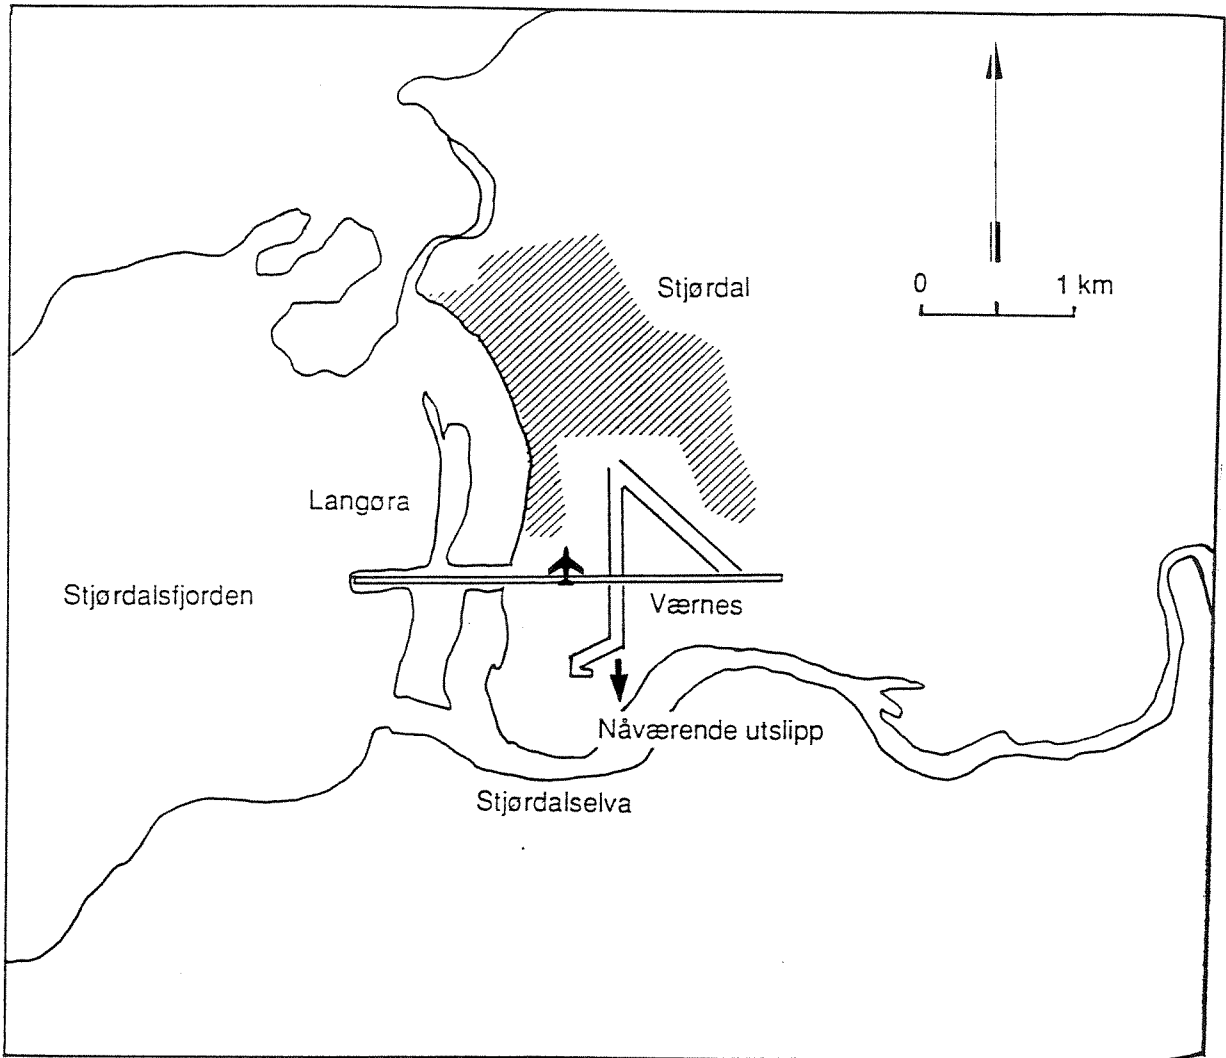 Stjørdal
0 1 km
Langøra
Stjørdalsfjorden
Værnes
Nåværende utslipp
Stjørdalselva